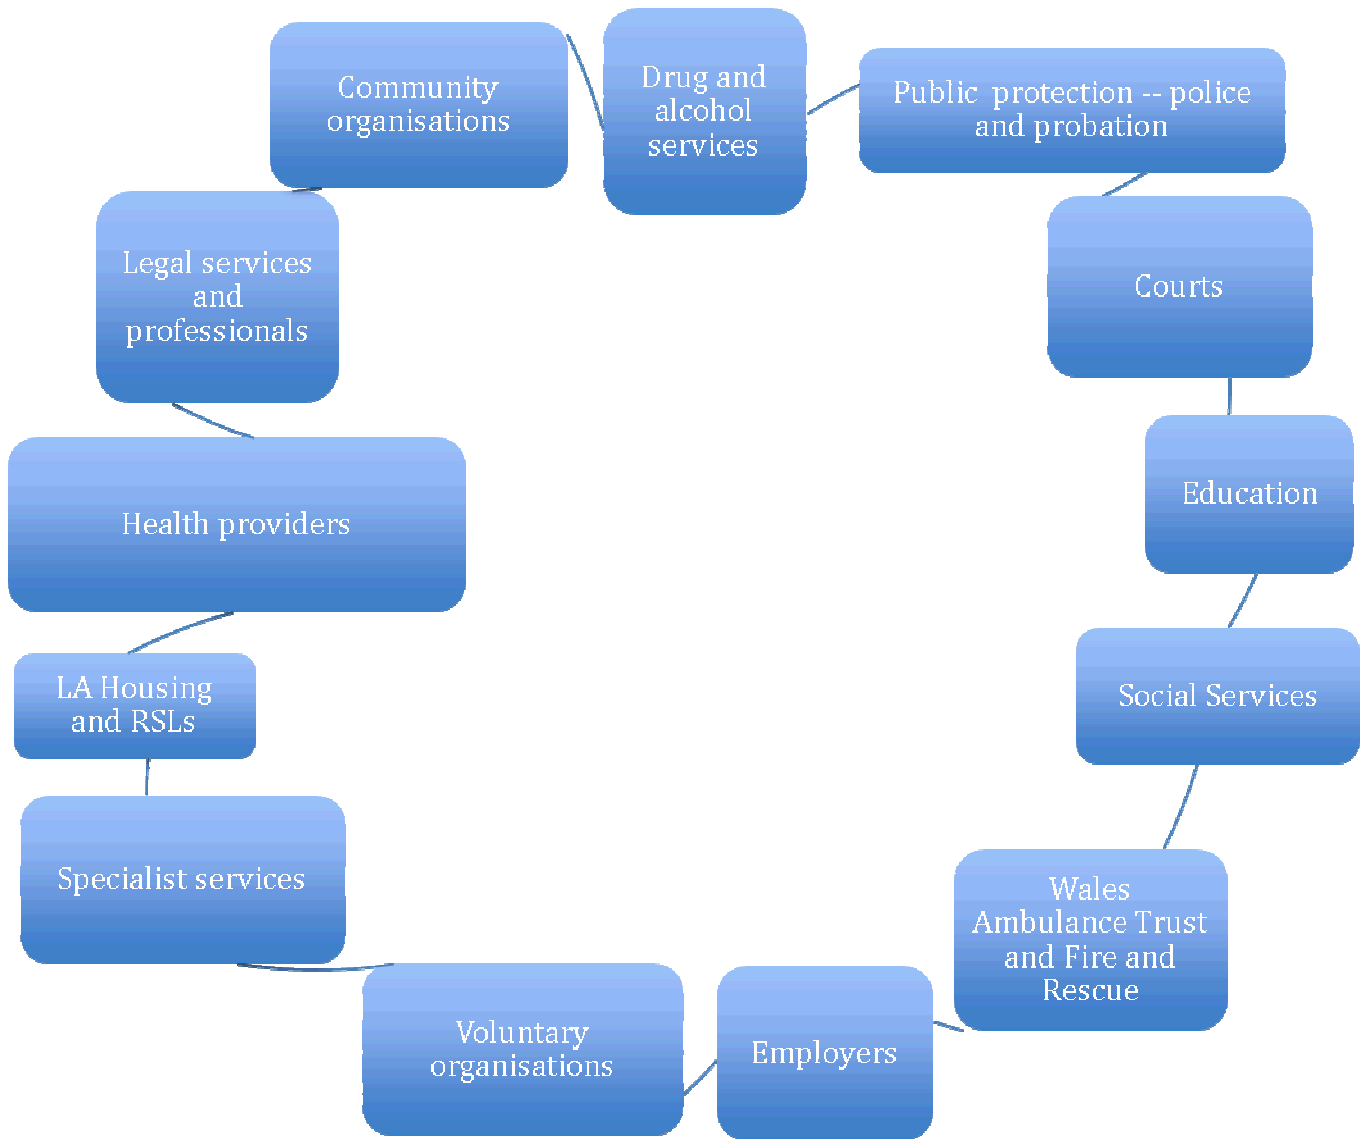 Community
organisations
Drug and
alcohol
services
Public  protection -- police
and probation
Legal services
and
professionals
Courts
Health providers
Education
LA Housing
and RSLs
Social Services
Specialist services
Wales
Ambulance Trust
and Fire and
Rescue
Voluntary
organisations
Employers